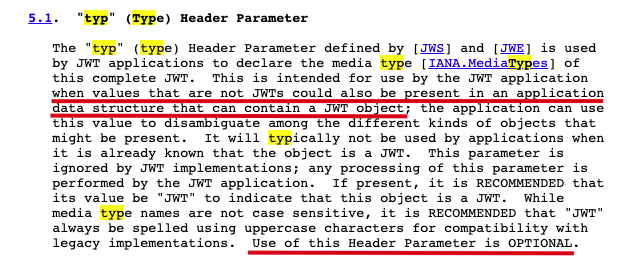 5.1. "typ" (Type) Header Parameter
The "typ" (type) Header Parameter defined by [JWS] and [JWE] is used
by JWT applications to declare the media type [IANA.MediaTypes] of
this complete JWT. This is intended for use by the JWT application
when values that are not JWTs could also be present in an application
data structure that can contain a JWT object; the application can use
this value to disambiguate among the different kinds of objects that
might be present. It will typically not be used by applications when
it is already known that the object is a JWT. This parameter is
ignored by JWT implementations; any processing of this parameter is
performed by the JWT application. If present, it is RECOMMENDED that
its value be "JWT" to indicate that this object is a JWT. While
media type names are not case sensitive, it is RECOMMENDED that "JWT"
always be spelled using uppercase characters for compatibility with
legacy implementations. Use of this Header Parameter is OPTIONAL.